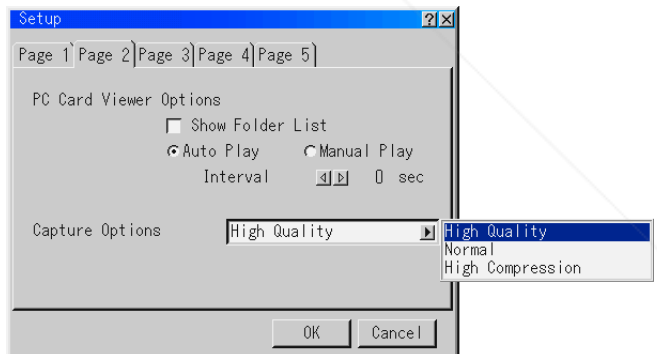 Setup
Page 1 Page 2 Page 3 Page 4 Page 5
PC Card Viewer Options
Show Folder List
Auto Play Manual Play
Interval 0 sec
Capture Options High Quality High Quality
Normal
High Compression
OK Cancel